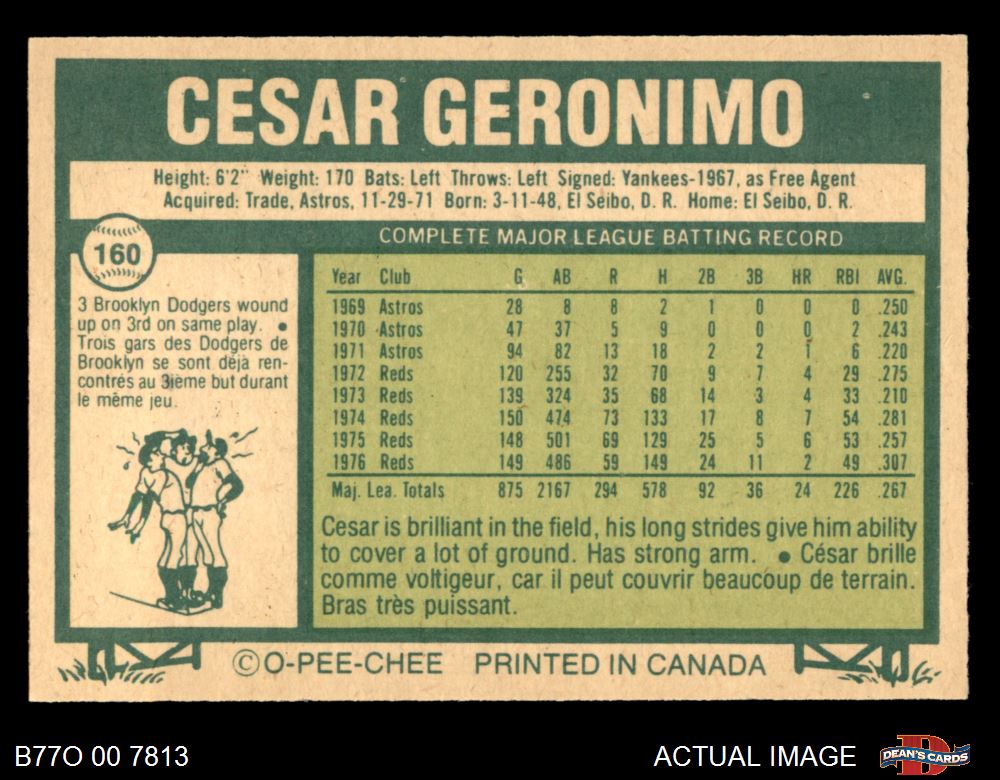 CESAR GERONIMO
Height: 6'2" Weight: 170 Bats: Left Throws: Left Signed: Yankees-1967, as Free Agent
Acquired: Trade, Astros, 11-29-71 Born: 3-11-48, El Seibo, D. R. Home: El Seibo, D. R.
160
3 Brooklyn Dodgers wound
up on 3rd on same play. ●
Trois gars des Dodgers de
Brooklyn se sont déjà ren-
contrés au 3ième but durant
le même jeu.
COMPLETE MAJOR LEAGUE BATTING RECORD
Year Club G AB R H 2B 3B HR RBI AVG.
1969 Astros 28 8 8 2 1 0 0 0 .250
1970 Astros 47 37 5 9 0 0 0 2 .243
1971 Astros 94 82 13 18 2 2 1 6 .220
1972 Reds 120 255 32 70 9 7 4 29 .275
1973 Reds 139 324 35 68 14 3 4 33 .210
1974 Reds 150 474 73 133 17 8 7 54 .281
1975 Reds 148 501 69 129 25 5 6 53 .257
1976 Reds 149 486 59 149 24 11 2 49 .307
Maj. Lea. Totals 875 2167 294 578 92 36 24 226 .267
Cesar is brilliant in the field, his long strides give him ability
to cover a lot of ground. Has strong arm. ● César brille
comme voltigeur, car il peut couvrir beaucoup de terrain.
Bras très puissant.
©O-PEE-CHEE PRINTED IN CANADA
B77O 00 7813
ACTUAL IMAGE
DEAN'S CARDS